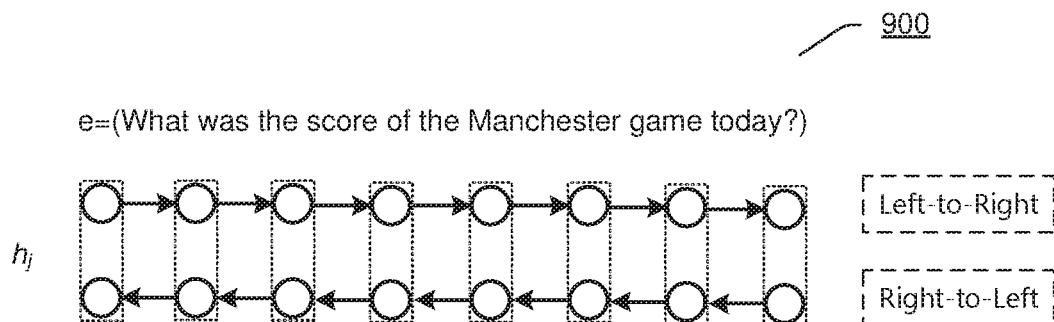 900
e=(What was the score of the Manchester game today?)
Left-to-Right
hj
Right-to-Left